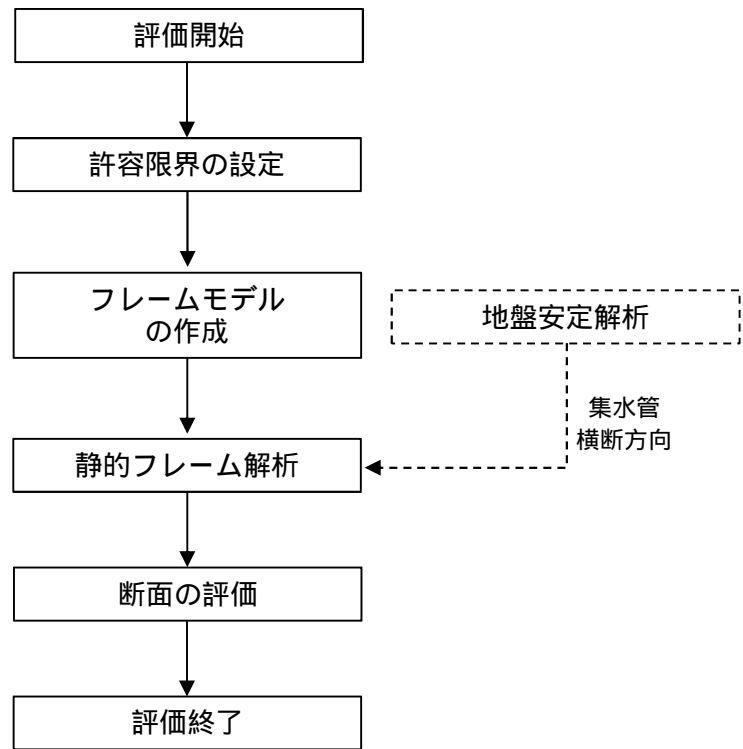 評価開始
許容限界の設定
フレームモデル
の作成
地盤安定解析
集水管
横断方向
静的フレーム解析
断面の評価
評価終了